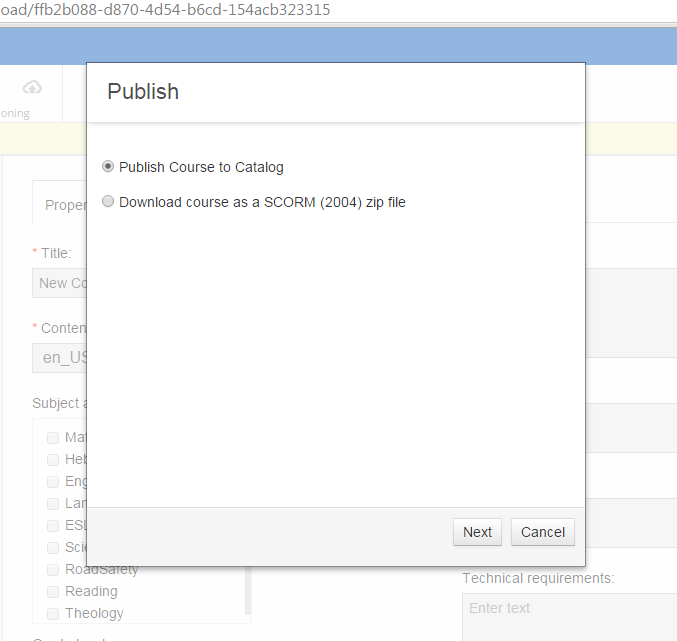 oad/ffb2b088-d870-4d54-b6cd-154acb323315
oning
Publish
Publish Course to Catalog
Download course as a SCORM (2004) zip file
Next
Cancel
Proper
* Title:
New Co
* Conten
en_US
Subject a
Mat
Heb
Eng
Lan
ESL
Scie
RoadSafety
Reading
Theology
Technical requirements:
Enter text